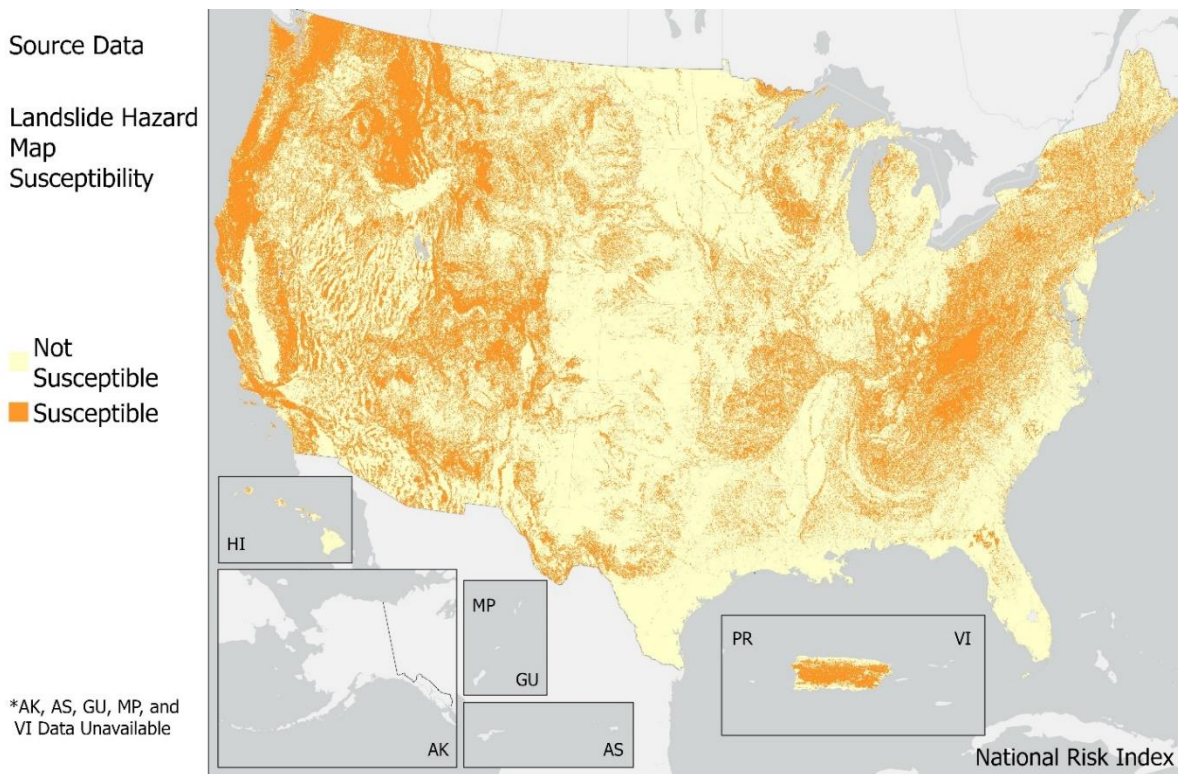 Source Data
Landslide Hazard
Map
Susceptibility
Not
Susceptible
Susceptible
HI
MP
GU
PR
VI
*AK, AS, GU, MP, and
VI Data Unavailable
AK
AS
National Risk Index